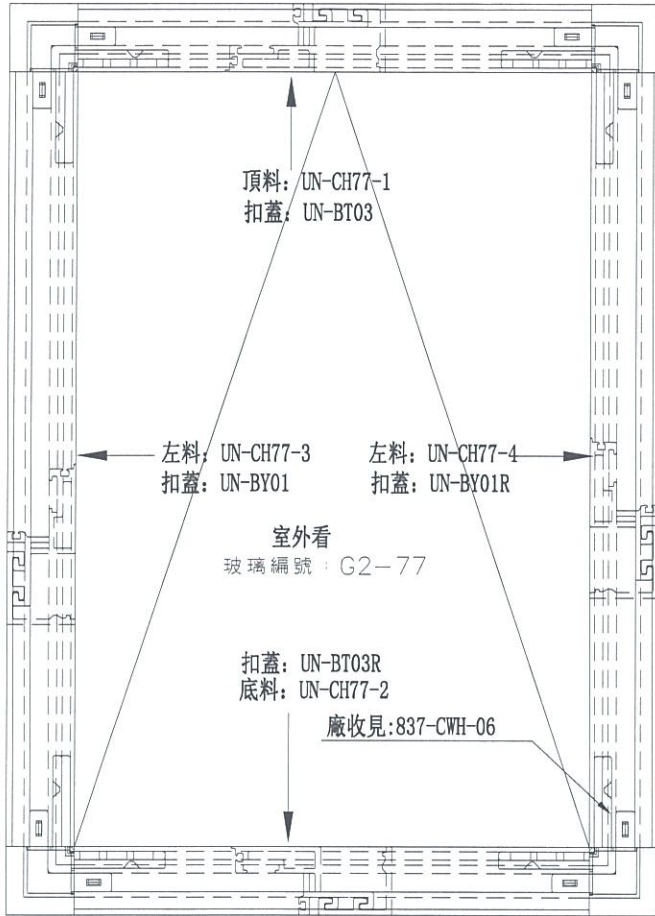 頂料: UN-CH77-1
扣蓋: UN-BT03
左料: UN-CH77-3
扣蓋: UN-BY01
左料: UN-CH77-4
扣蓋: UN-BY01R
室外看
玻璃編號 : G2-77
扣蓋: UN-BT03R
底料: UN-CH77-2
廠收見:837-CWH-06